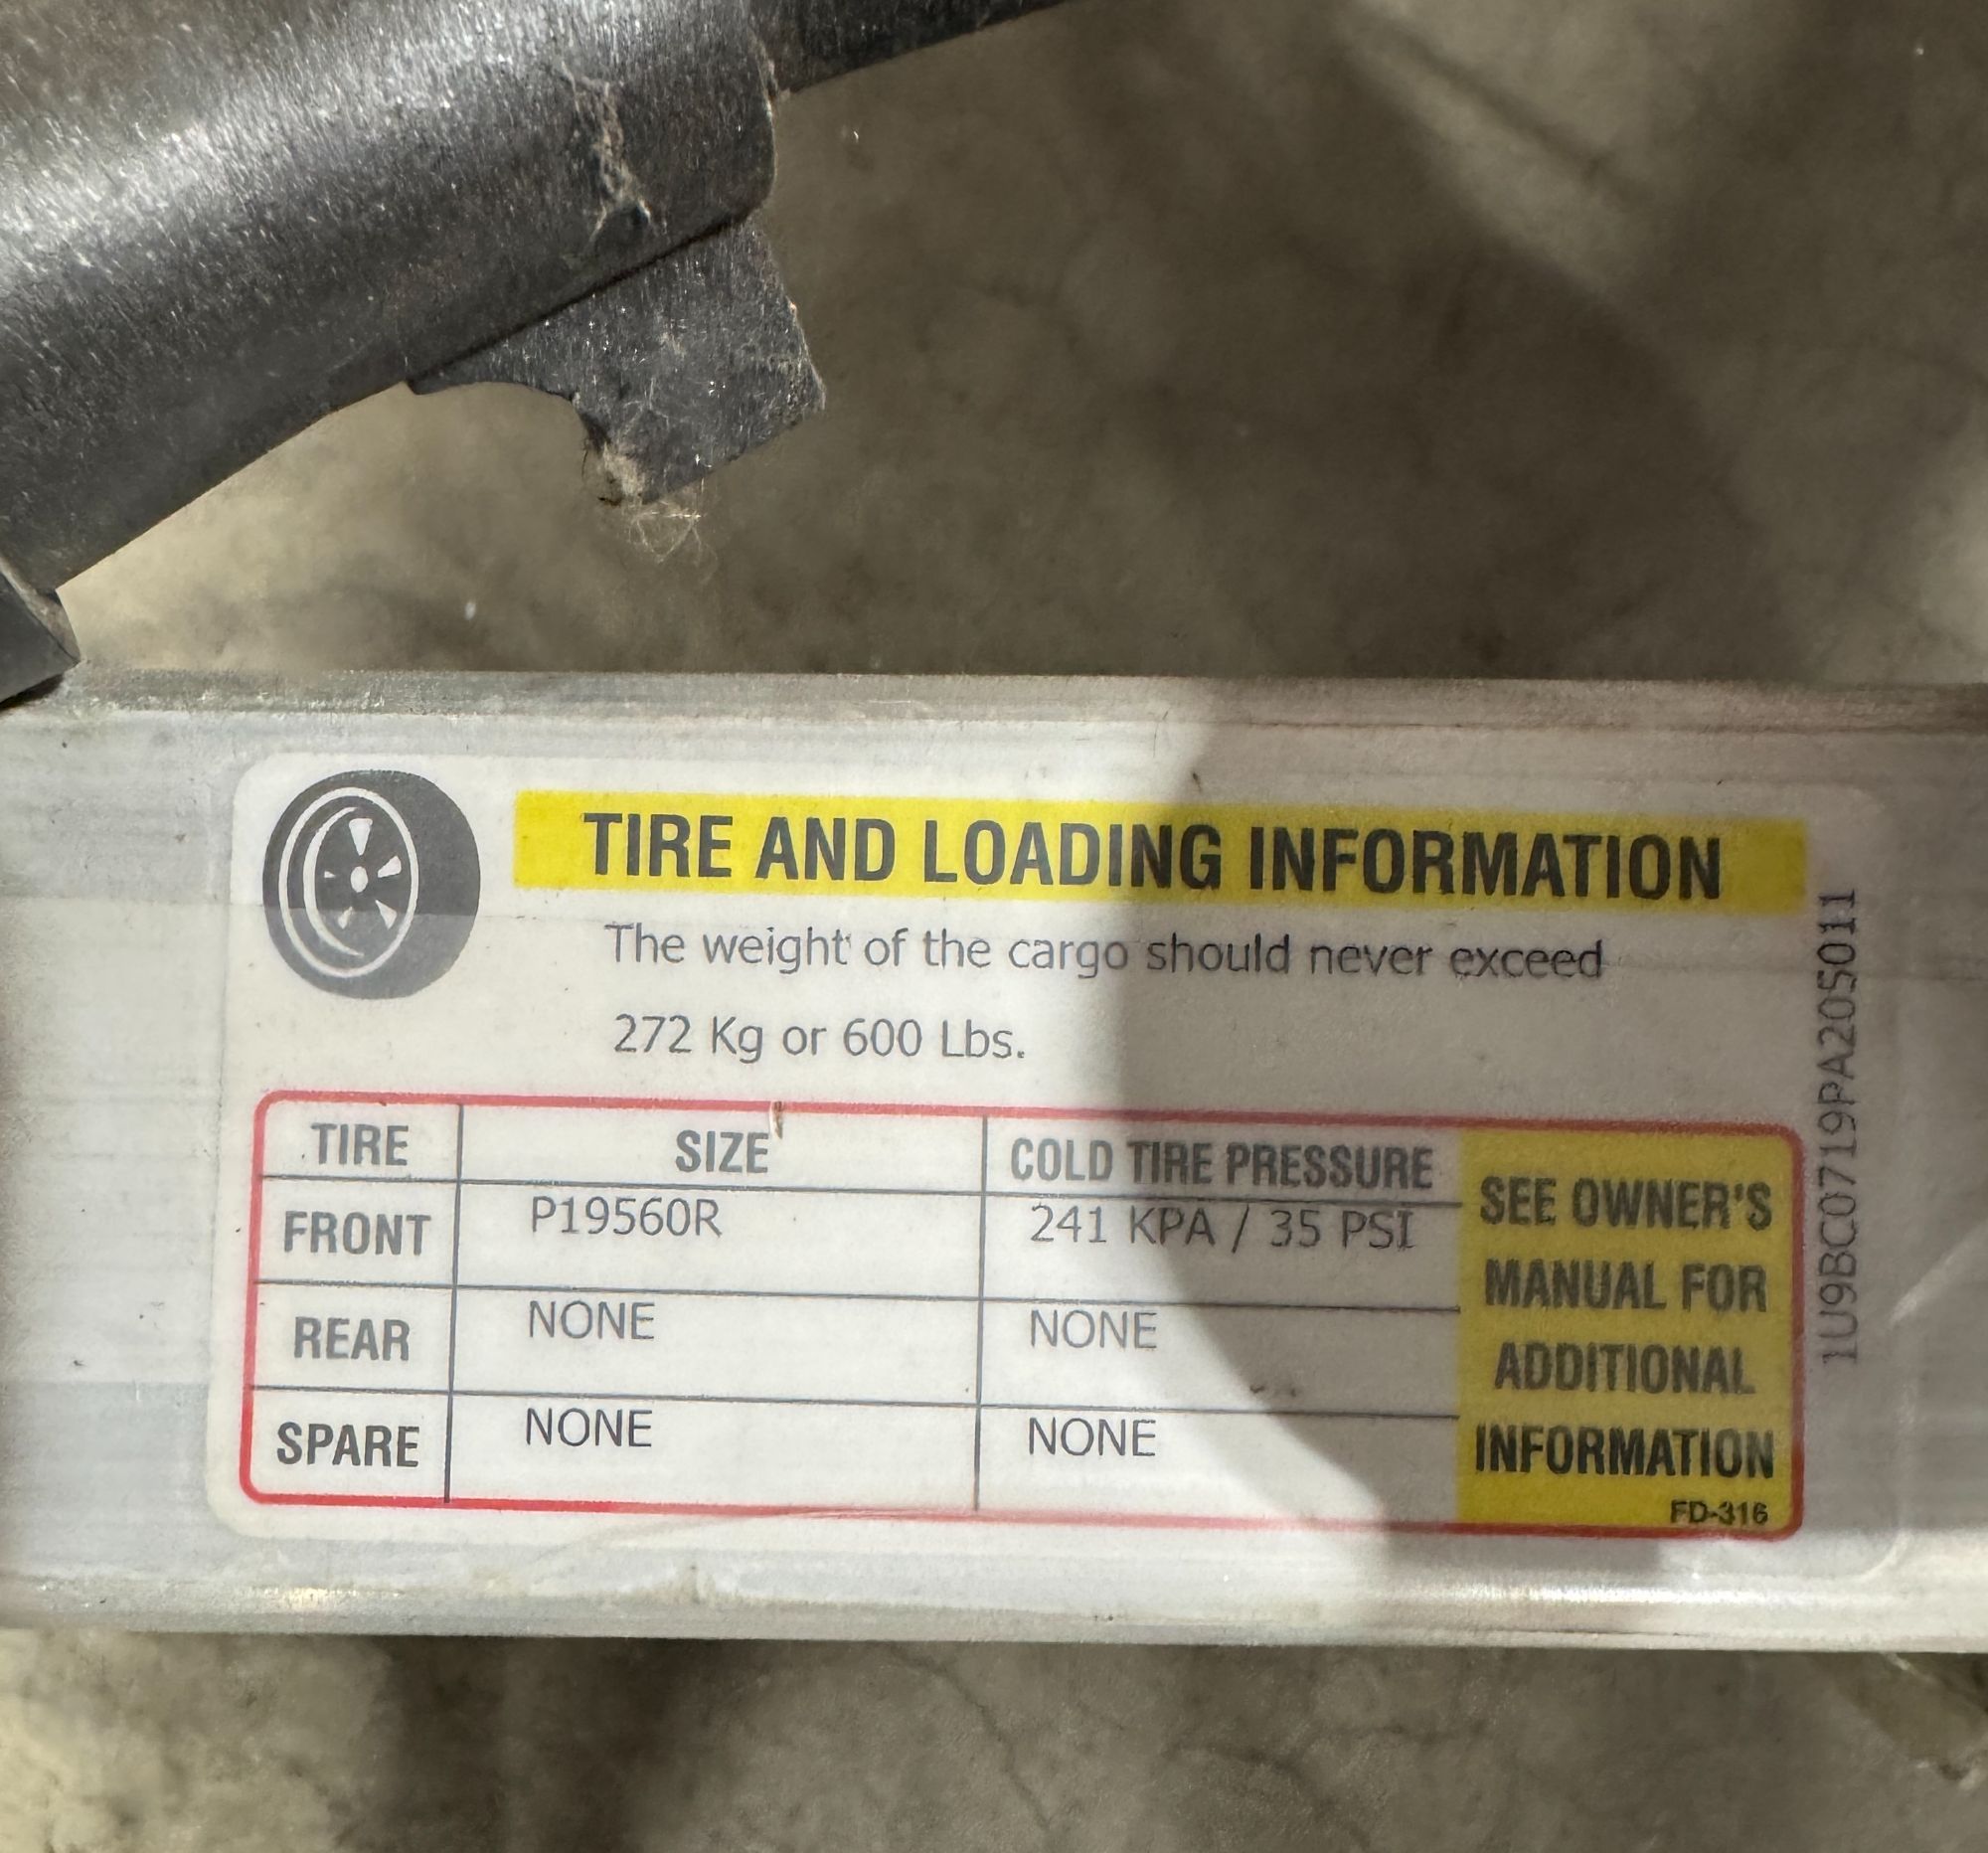 TIRE AND LOADING INFORMATION
The weight of the cargo should never exceed
272 Kg or 600 Lbs.
TIRE SIZE COLD TIRE PRESSURE
FRONT P19560R 241 KPA / 35 PSI
REAR NONE NONE
SPARE NONE NONE
SEE OWNER'S
MANUAL FOR
ADDITIONAL
INFORMATION
FD-316
1U9BC0719PA205011